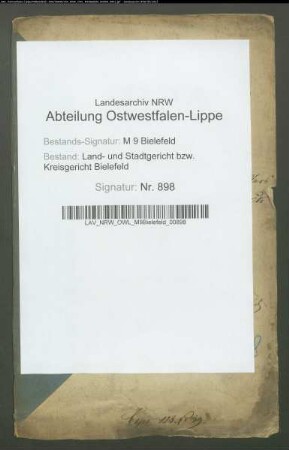 Landesarchiv NRW
Abteilung Ostwestfalen-Lippe
Bestands-Signatur: M 9 Bielefeld
Bestand: Land- und Stadtgericht bzw.
Kreisgericht Bielefeld
Signatur: Nr. 898
LAV_NRW_OWL_M9Bielefeld_00898